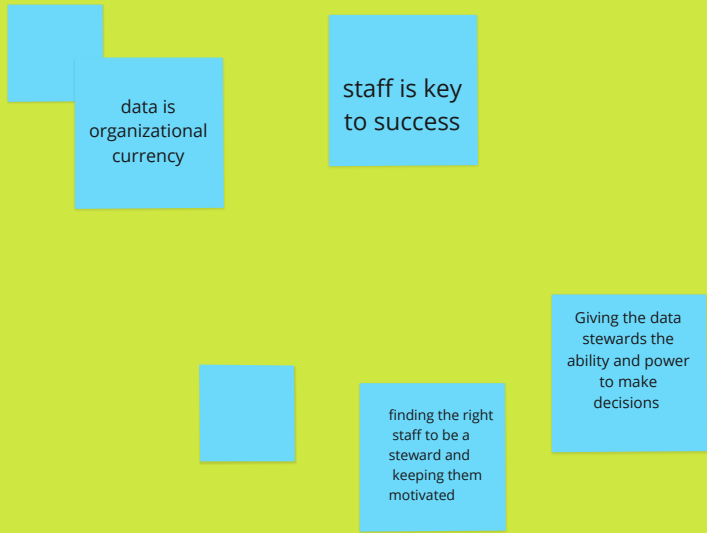 data is
organizational
currency
staff is key
to success
Giving the data
stewards the
ability and power
to make
decisions
finding the right
staff to be a
steward and
keeping them
motivated